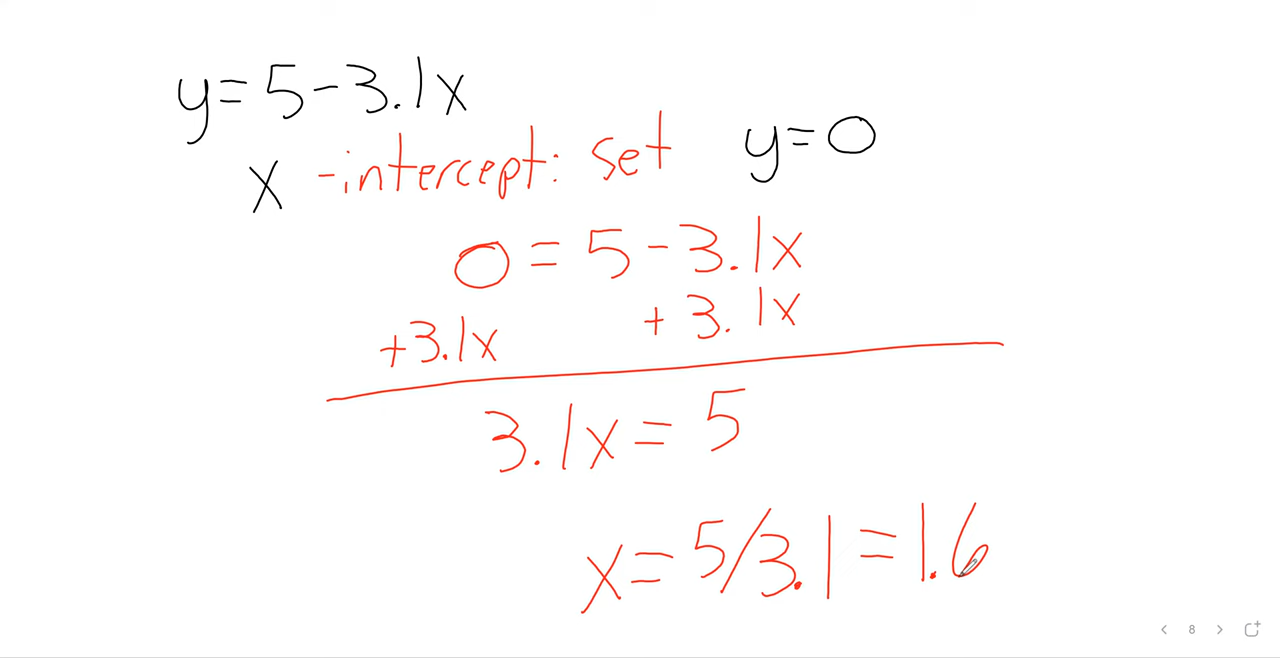 y=5-3.1x
x-intercept: set y=0
0=5-3.1x
+3.1x +3.1x
3.1x=5
x=5/3.1=1.6
8